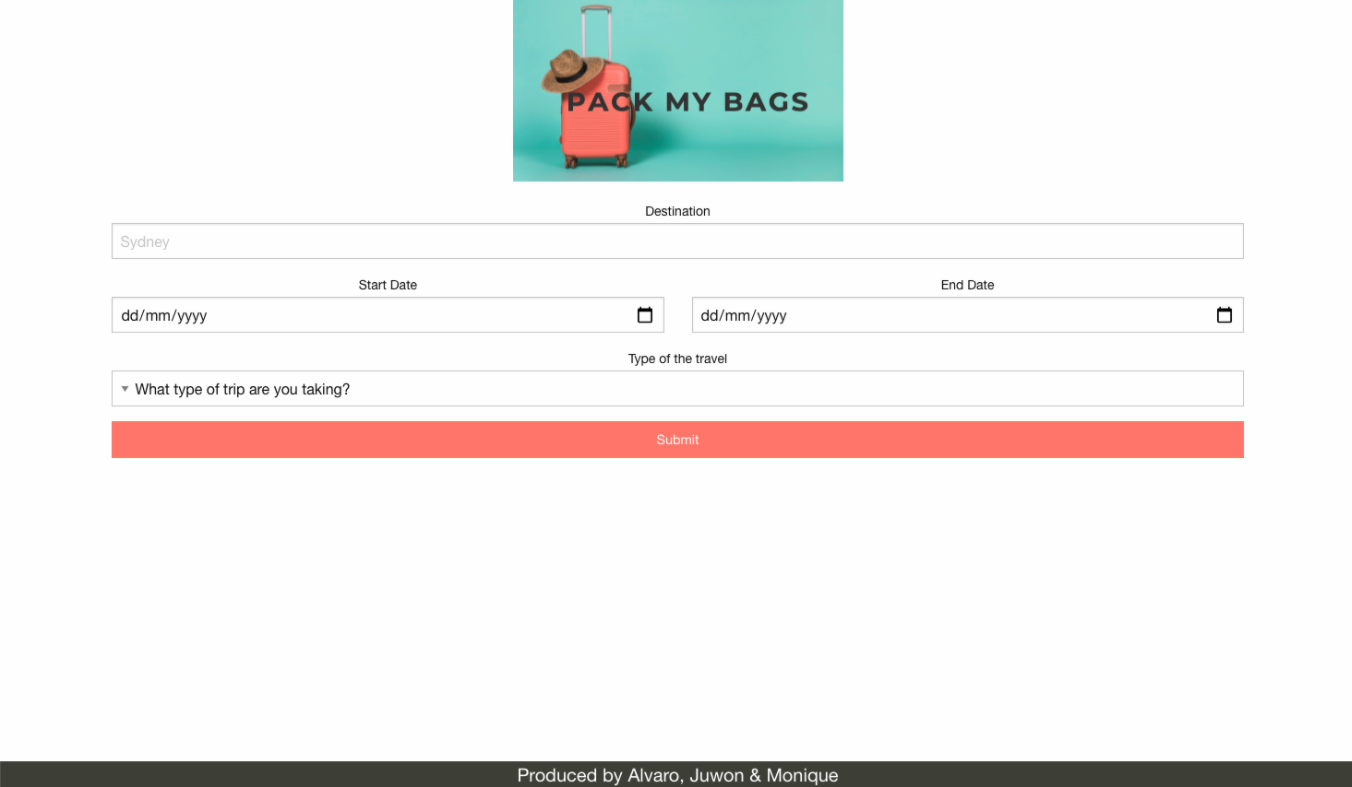 PACK MY BAGS
Destination
Sydney
Start Date End Date
dd/mm/yyyy dd/mm/yyyy
Type of the travel
What type of trip are you taking?
Submit
Produced by Alvaro, Juwon & Monique